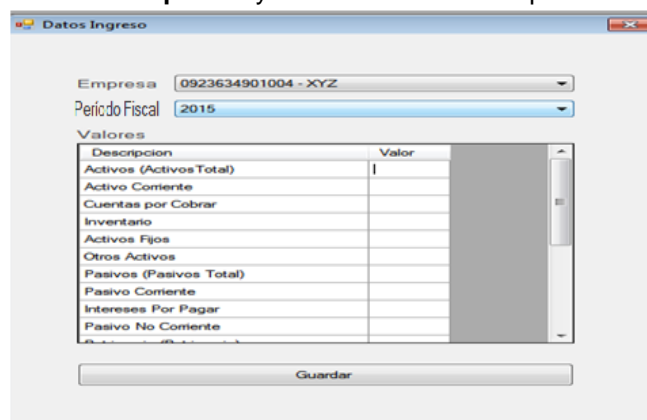 Datos Ingreso
Empresa 0923634901004 - XYZ
Período Fiscal 2015
Valores
Descripcion Valor
Activos (Activos Total)
Activo Corriente
Cuentas por Cobrar
Inventario
Activos Fijos
Otros Activos
Pasivos (Pasivos Total)
Pasivo Corriente
Intereses Por Pagar
Pasivo No Corriente
Guardar